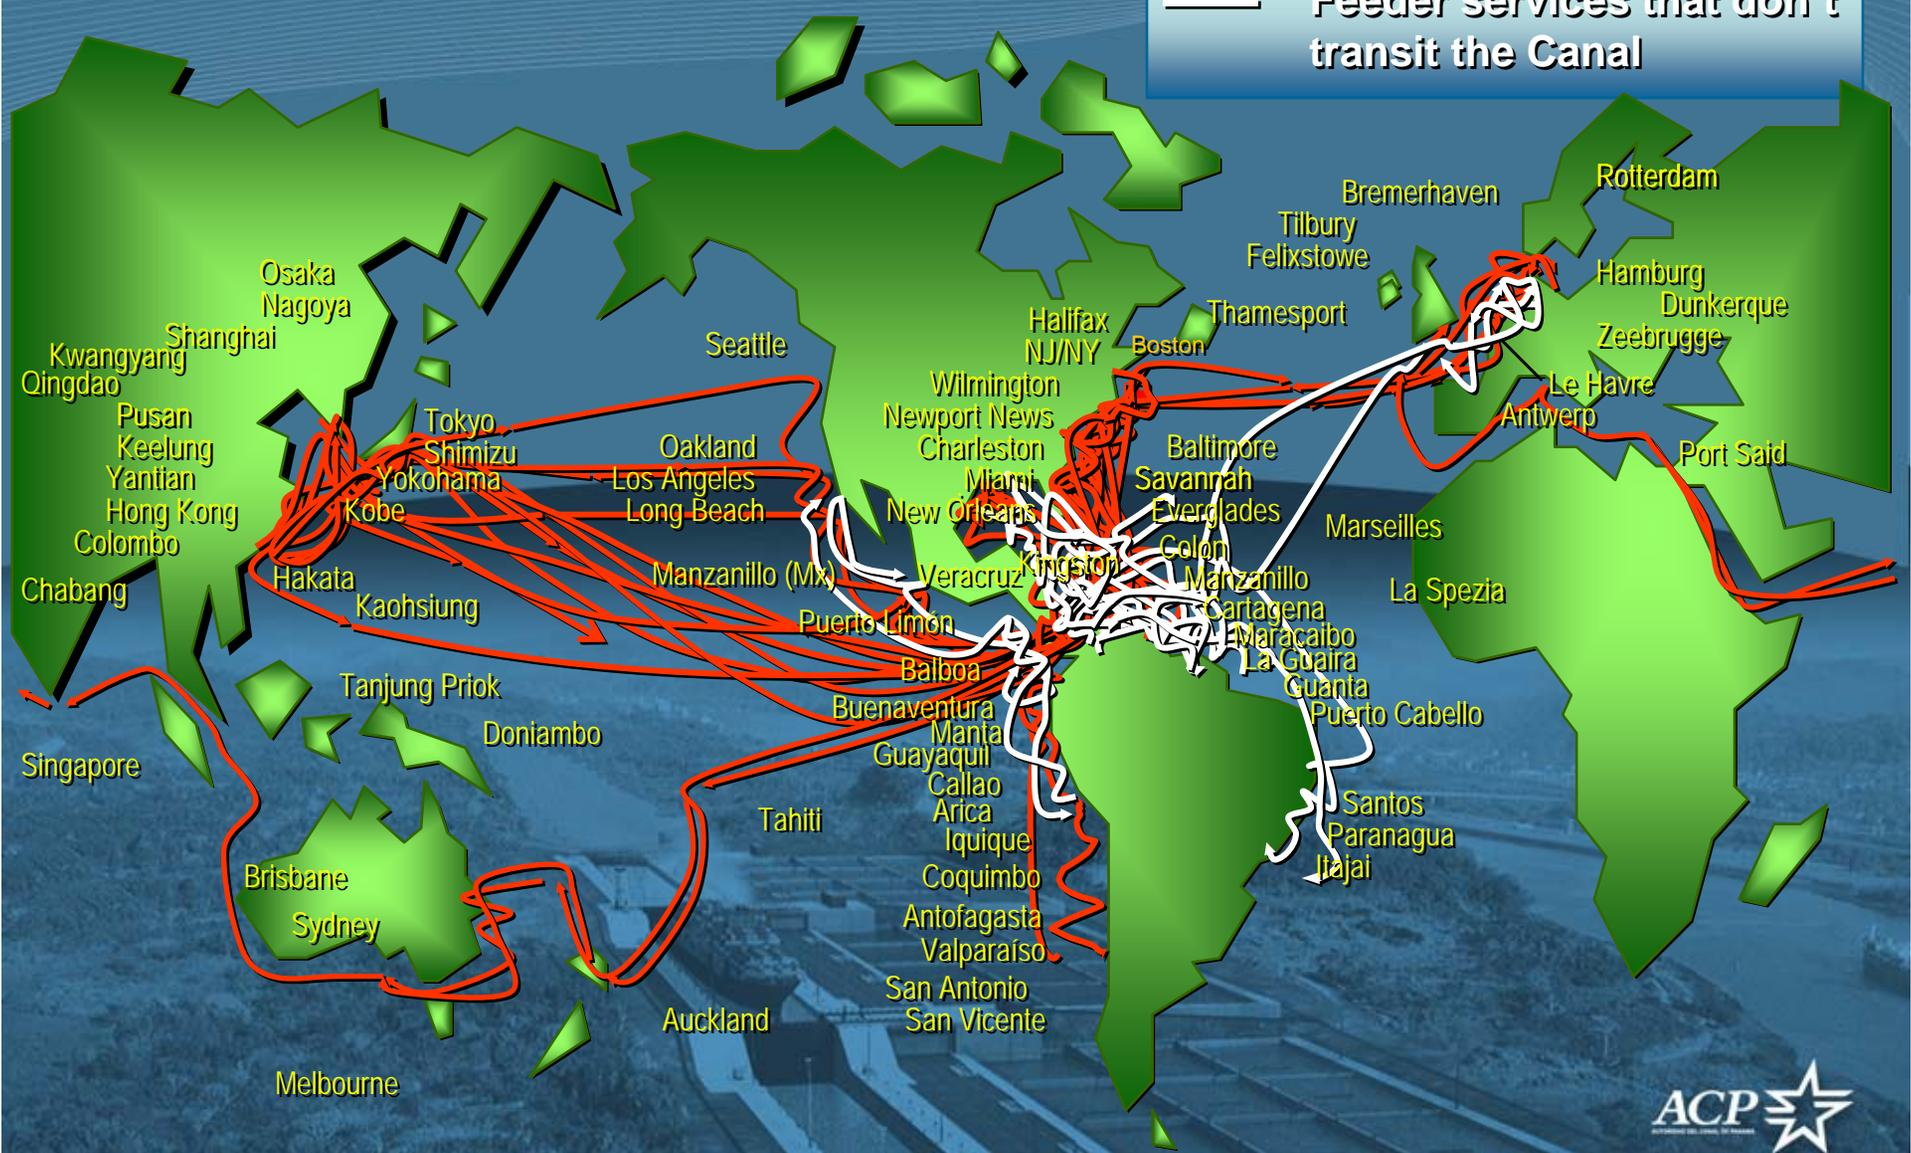 Feeder services that don't
transit the Canal
Rotterdam
Bremerhaven
Tilbury
Felixstowe
Osaka
Nagoya
Hamburg
Dunkerque
Thamesport
Halifax
Shanghai
Zeebrugge
Seattle
NJ/NY
Boston
Kwangyang
Qingdao
Wilmington
Le Havre
Pusan
Tokyo
Newport News
Antwerp
Keelung
Shimizu
Oakland
Charleston
Baltimore
Port Said
Yantian
Yokohama
Los Angeles
Miami
Savannah
Hong Kong
Kobe
Long Beach
New Orleans
Everglades
Marseilles
Colombo
Colon
Kingston
Chabang
Hakata
Manzanillo (Mx)
Veracruz
Manzanillo
La Spezia
Kaohsiung
Cartagena
Puerto Limón
Maracaibo
La Guaira
Balboa
Tanjung Priok
Guanta
Buenaventura
Puerto Cabello
Doniambo
Manta
Guayaquil
Singapore
Callao
Santos
Arica
Tahiti
Paranagua
Iquique
Itajai
Brisbane
Coquimbo
Sydney
Antofagasta
Valparaíso
San Antonio
Auckland
San Vicente
Melbourne
ACP